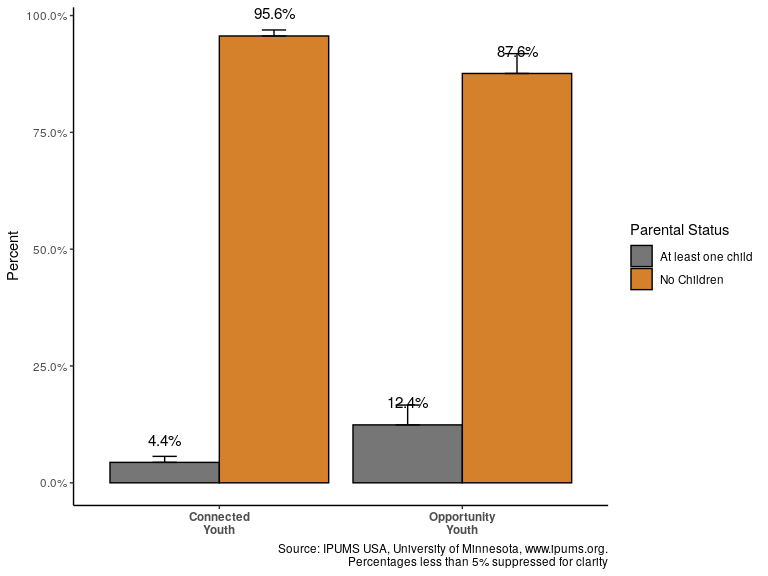 100.0%
75.0%
50.0%
25.0%
0.0%
Percent
95.6%
4.4%
87.6%
12.4%
Connected
Youth
Opportunity
Youth
Parental Status
At least one child
No Children
Source: IPUMS USA, University of Minnesota, www.ipums.org.
Percentages less than 5% suppressed for clarity